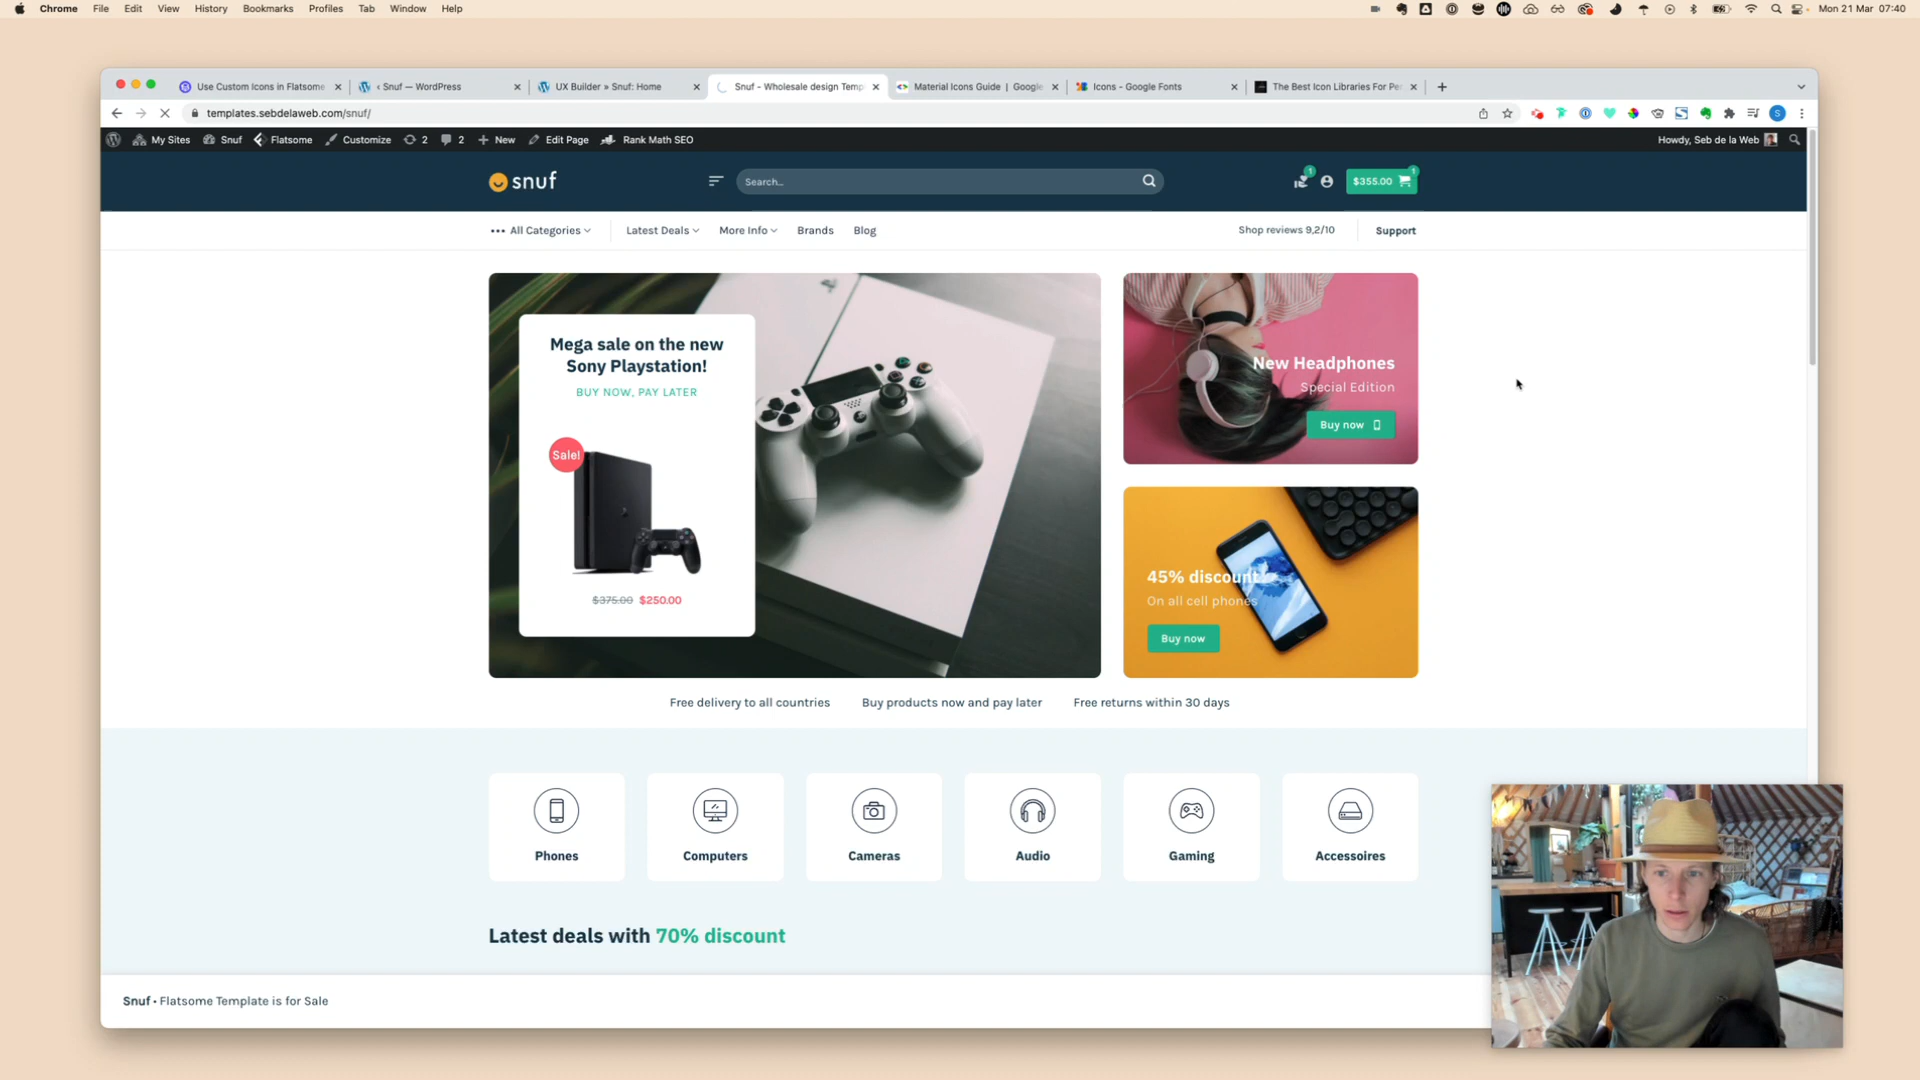 Chrome File Edit View History Bookmarks Profiles Tab Window Help Mon 21 Mar 07:40
Use Custom Icons in Flatsome ‹ Snuf — WordPress UX Builder » Snuf: Home Snuf - Wholesale design Temp Material Icons Guide | Google Icons - Google Fonts The Best Icon Libraries For Per
templates.sebdelaweb.com/snuf/
My Sites Snuf Flatsome Customize 2 2 New Edit Page Rank Math SEO Howdy, Seb de la Web
snuf Search... 1 $355.00 1
All Categories Latest Deals More Info Brands Blog Shop reviews 9,2/10 Support
Mega sale on the new
Sony Playstation!
BUY NOW, PAY LATER
Sale!
$375.00 $250.00
New Headphones
Special Edition
Buy now
45% discount
On all cell phones
Buy now
Free delivery to all countries Buy products now and pay later Free returns within 30 days
Phones Computers Cameras Audio Gaming Accessoires
Latest deals with 70% discount
Snuf • Flatsome Template is for Sale